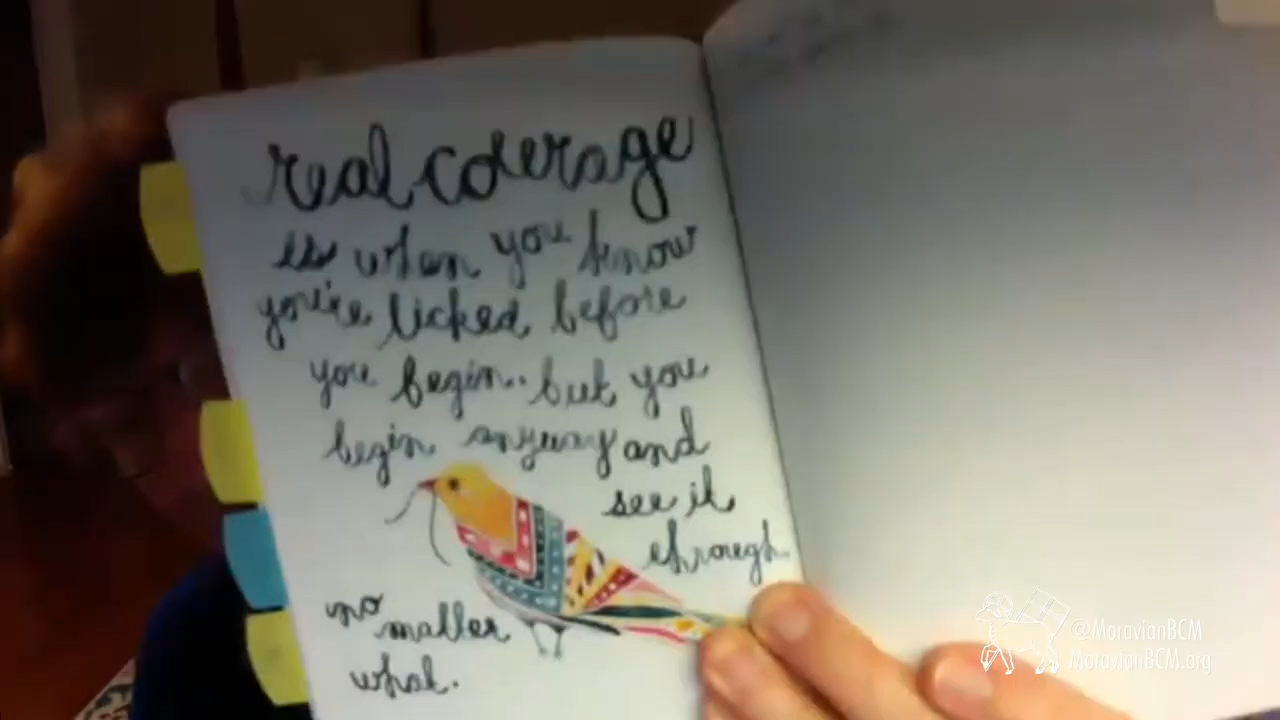 real courage
is when you know
you're licked before
you begin.. but you
begin anyway and
see it
through
no
matter
what.
@MoravianBCM
MoravianBCM.org